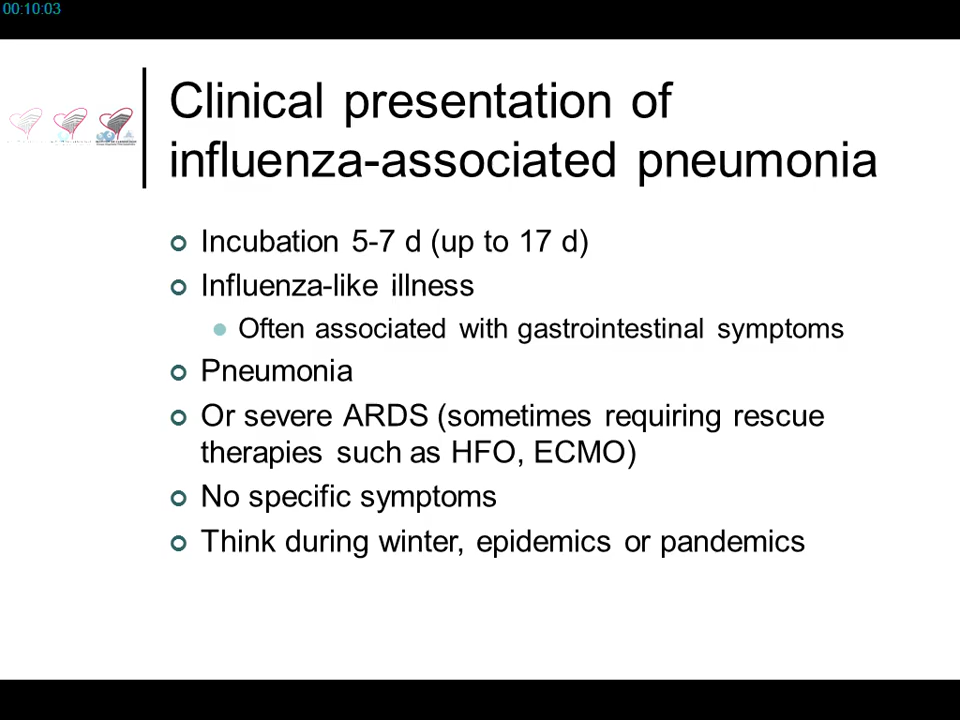 00:10:03
Clinical presentation of
influenza-associated pneumonia
Incubation 5-7 d (up to 17 d)
Influenza-like illness
Often associated with gastrointestinal symptoms
Pneumonia
Or severe ARDS (sometimes requiring rescue
therapies such as HFO, ECMO)
No specific symptoms
Think during winter, epidemics or pandemics